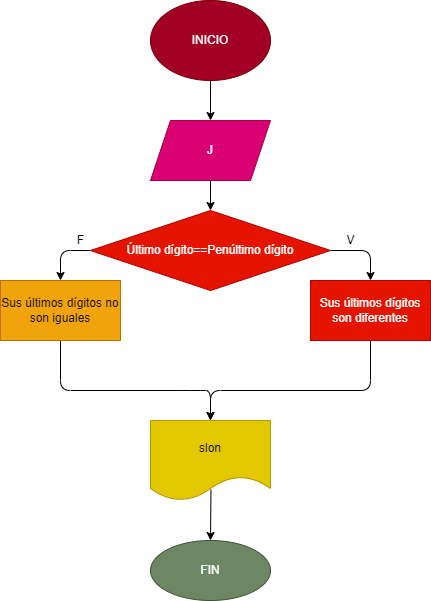 INICIO
J
Último dígito==Penúltimo dígito
F
V
Sus últimos dígitos no
son iguales
Sus últimos dígitos
son diferentes
sIon
FIN